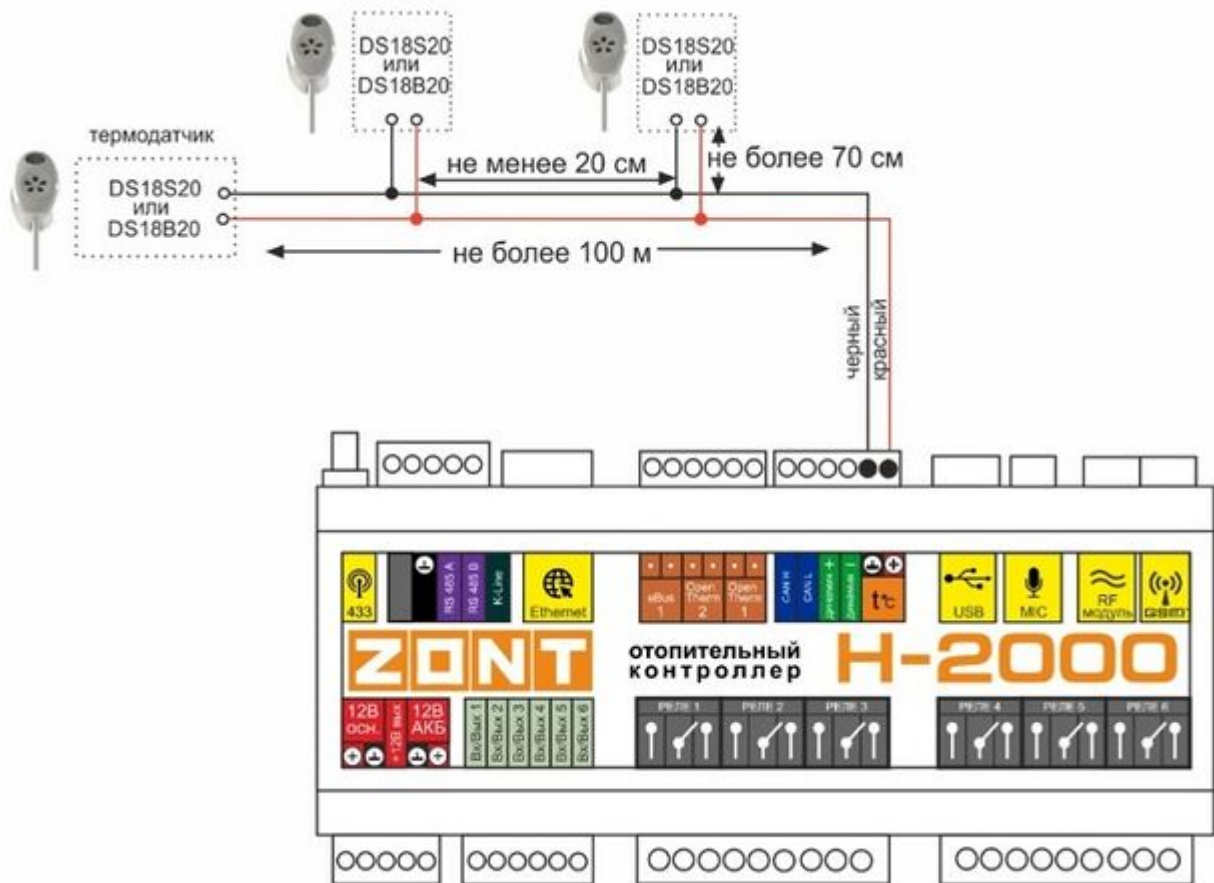 DS18S20
или
DS18B20
DS18S20
или
DS18B20
термодатчик
DS18S20
или
DS18B20
не менее 20 см
не более 70 см
не более 100 м
черный
красный
433
RS 485 A
RS 485 B
K-Line
Ethernet
eBus
1
Open
Therm
2
Open
Therm
1
CAN H
CAN L
Динамик +
Динамик -
t°C
USB
MIC
RF
модуль
GSM
ZONT
отопительный
контроллер
H-2000
12В
осн.
+12В вых
12В
АКБ
Вх/Вых 1
Вх/Вых 2
Вх/Вых 3
Вх/Вых 4
Вх/Вых 5
Вх/Вых 6
РЕЛЕ 1
РЕЛЕ 2
РЕЛЕ 3
РЕЛЕ 4
РЕЛЕ 5
РЕЛЕ 6